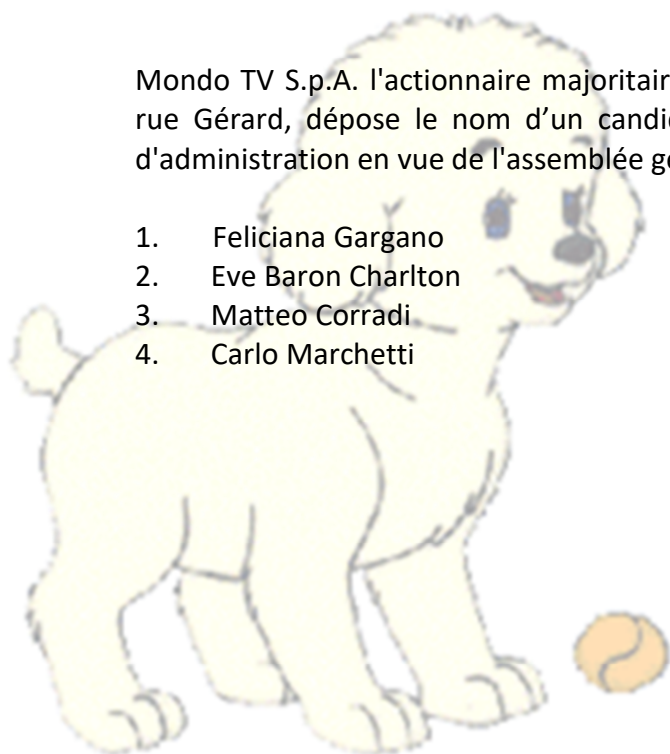 Mondo TV S.p.A. l'actionnaire majoritair
rue Gérard, dépose le nom d’un candi
d'administration en vue de l'assemblée g
1. Feliciana Gargano
2. Eve Baron Charlton
3. Matteo Corradi
4. Carlo Marchetti